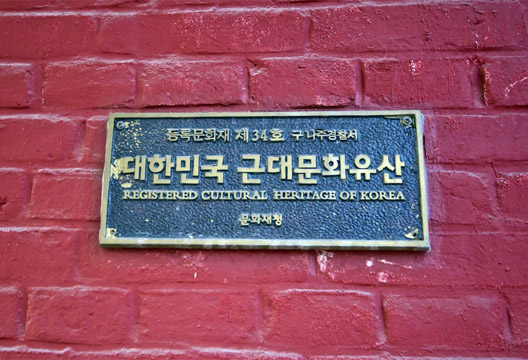 등록문화재 제34호 구 나주경찰서
대한민국 근대문화유산
REGISTERED CULTURAL HERITAGE OF KOREA
문화재청